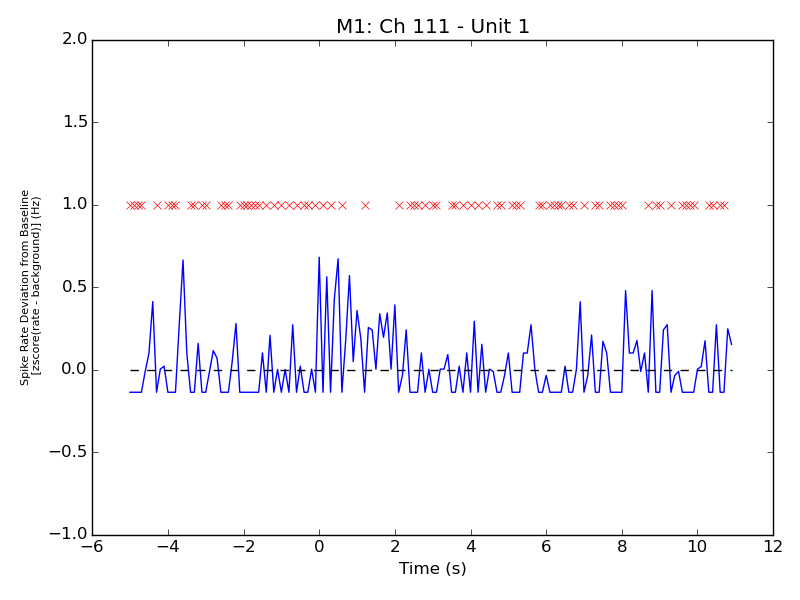 M1: Ch 111 - Unit 1
2.0
1.5
1.0
0.5
0.0
−0.5
−1.0
Spike Rate Deviation from Baseline
[zscore(rate - background)] (Hz)
−6 −4 −2 0 2 4 6 8 10 12
Time (s)